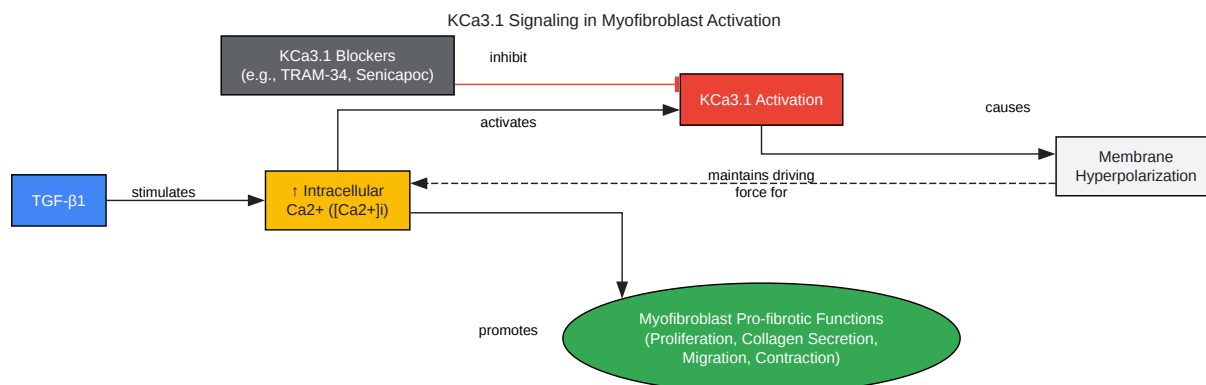 KCa3.1 Signaling in Myofibroblast Activation
KCa3.1 Blockers
(e.g., TRAM-34, Senicapoc)
inhibit
KCa3.1 Activation
activates
causes
Membrane
Hyperpolarization
TGF-β1
stimulates
↑ Intracellular
Ca2+ ([Ca2+]i)
maintains driving
force for
promotes
Myofibroblast Pro-fibrotic Functions
(Proliferation, Collagen Secretion,
Migration, Contraction)